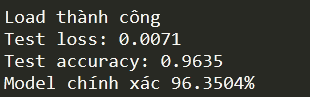 Load thành công
Test loss: 0.0071
Test accuracy: 0.9635
Model chính xác 96.3504%